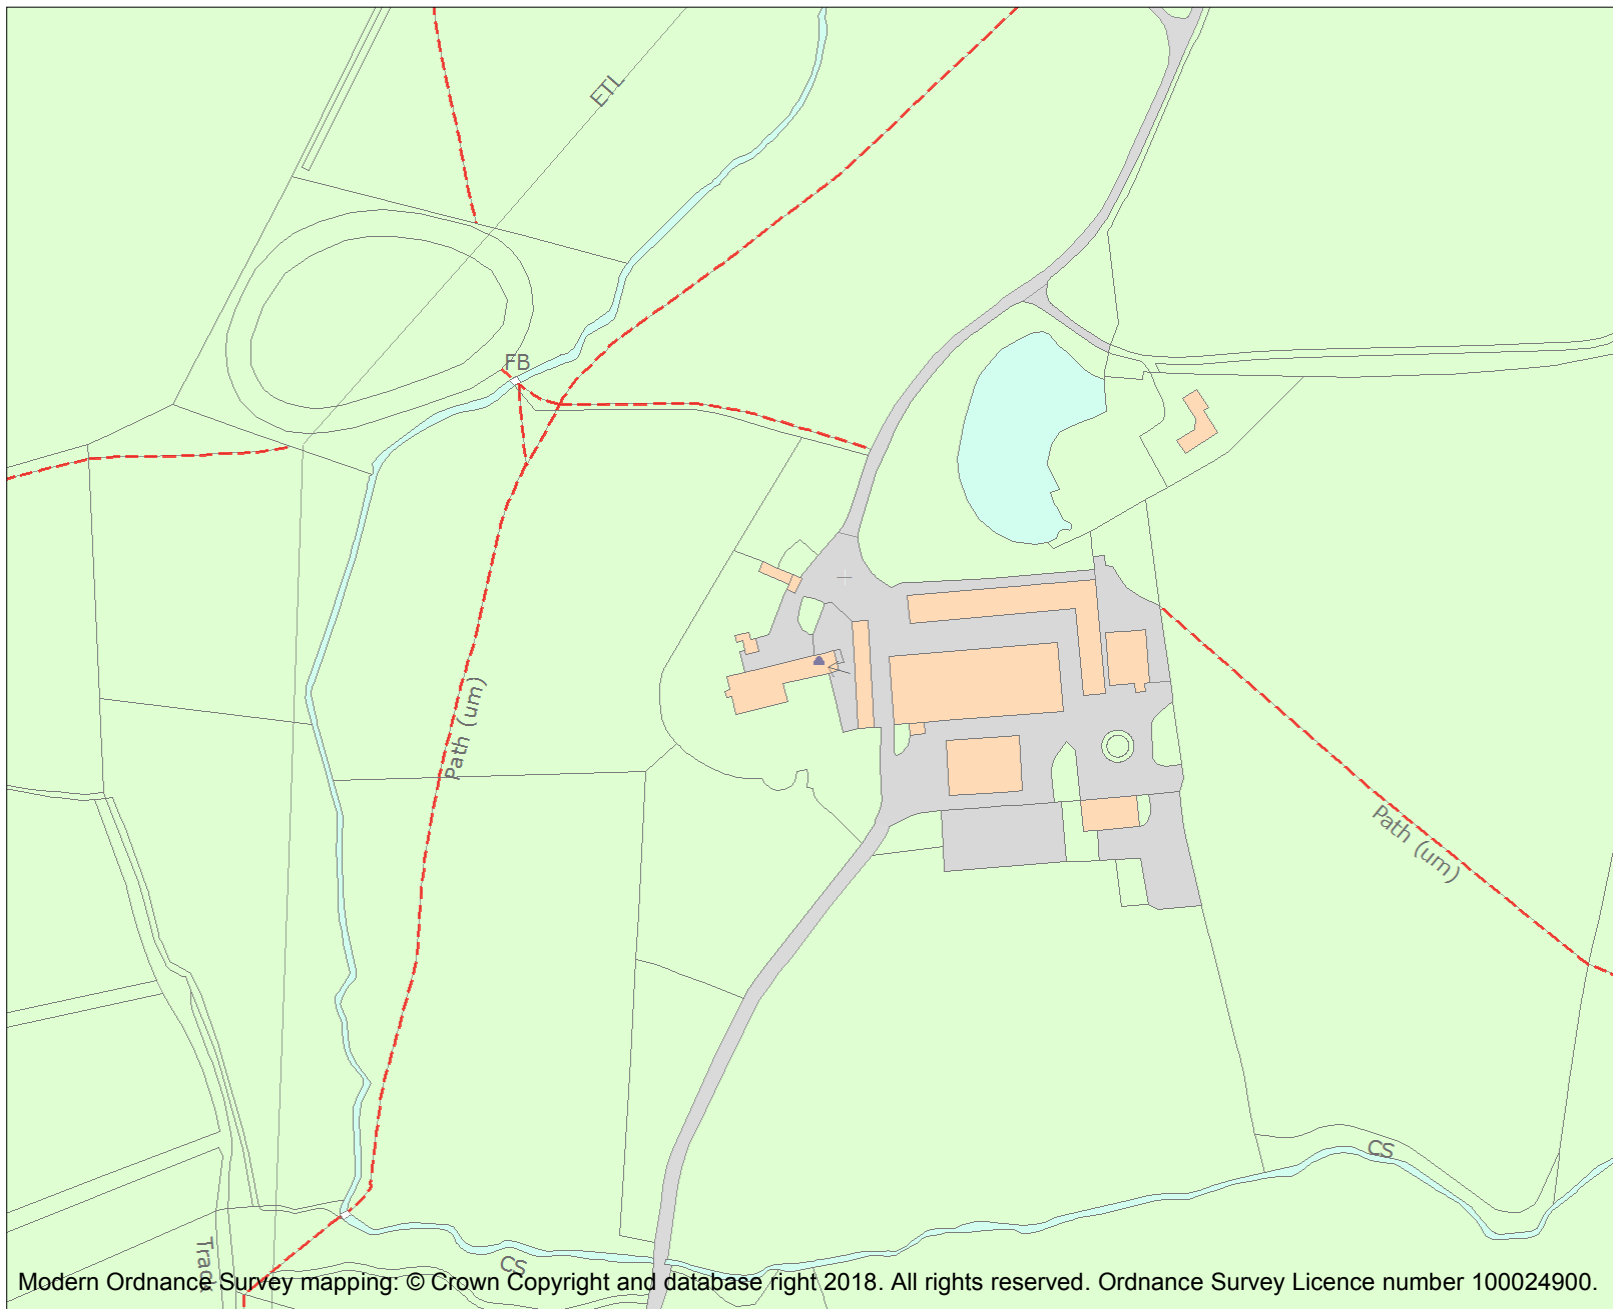 ETL
FB
Path (um)
Path (um)
CS
Track
CS
Modern Ordnance Survey mapping: © Crown Copyright and database right 2018. All rights reserved. Ordnance Survey Licence number 100024900.